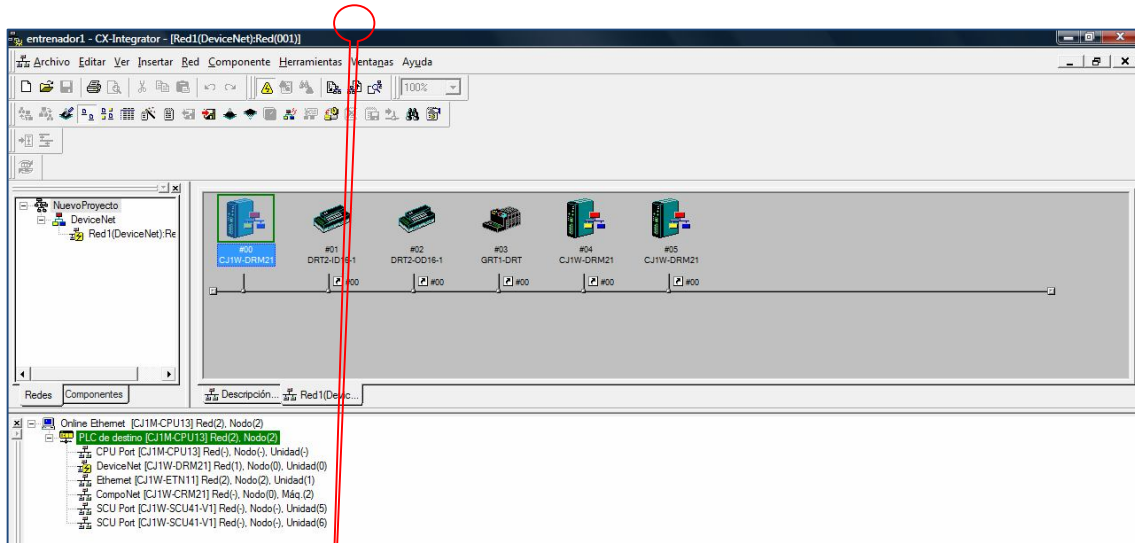 entrenador1 - CX-Integrator - [Red1(DeviceNet):Red(001)]
Archivo Editar Ver Insertar Red Componente Herramientas Ventanas Ayuda
100%
NuevoProyecto
DeviceNet
Red1(DeviceNet):Re
#00 #01 #02 #03 #04 #05
CJ1W-DRM21 DRT2-ID16-1 DRT2-OD16-1 GRT1-DRT CJ1W-DRM21 CJ1W-DRM21
#00 #00 #00 #00 #00
Redes Componentes
Descripción... Red1(Devic...
Online Ethernet [CJ1M-CPU13] Red(2), Nodo(2)
PLC de destino [CJ1M-CPU13] Red(2), Nodo(2)
CPU Port [CJ1M-CPU13] Red(-), Nodo(-), Unidad(-)
DeviceNet [CJ1W-DRM21] Red(1), Nodo(0), Unidad(0)
Ethernet [CJ1W-ETN11] Red(2), Nodo(2), Unidad(1)
CompoNet [CJ1W-CRM21] Red(-), Nodo(0), Máq.(2)
SCU Port [CJ1W-SCU41-V1] Red(-), Nodo(-), Unidad(5)
SCU Port [CJ1W-SCU41-V1] Red(-), Nodo(-), Unidad(6)